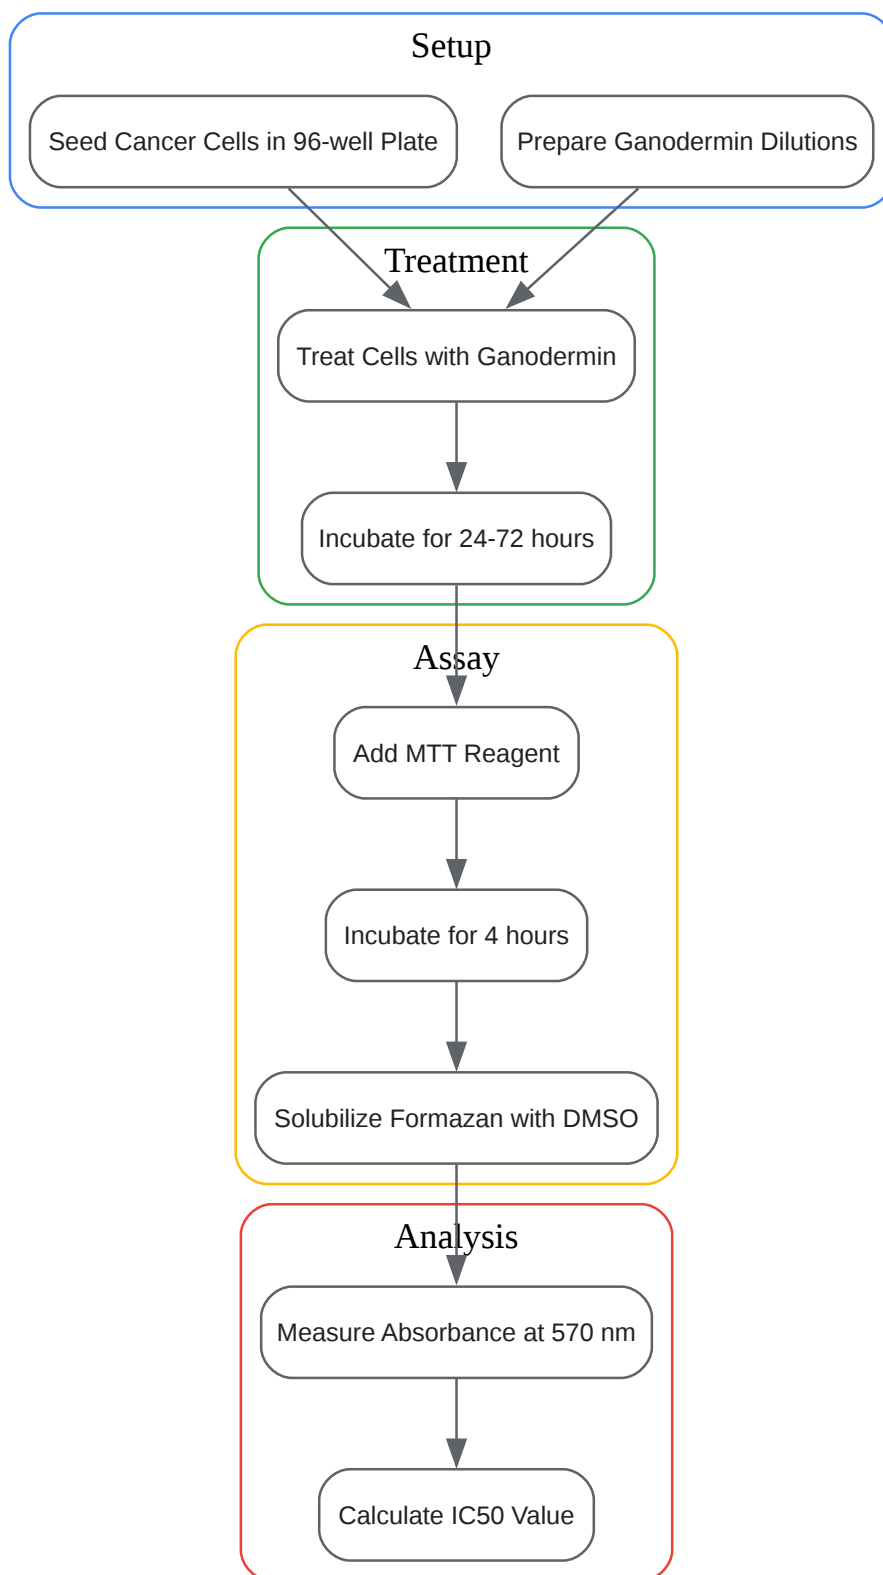 Setup
Seed Cancer Cells in 96-well Plate
Prepare Ganodermin Dilutions
Treatment
Treat Cells with Ganodermin
Incubate for 24-72 hours
Assay
Add MTT Reagent
Incubate for 4 hours
Solubilize Formazan with DMSO
Analysis
Measure Absorbance at 570 nm
Calculate IC50 Value